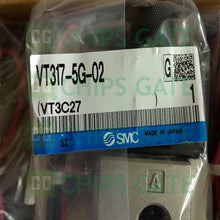 CHIPS GATE
VT317-5G-02
G
(VT3C27
1
SMC
MADE IN JAPAN
A